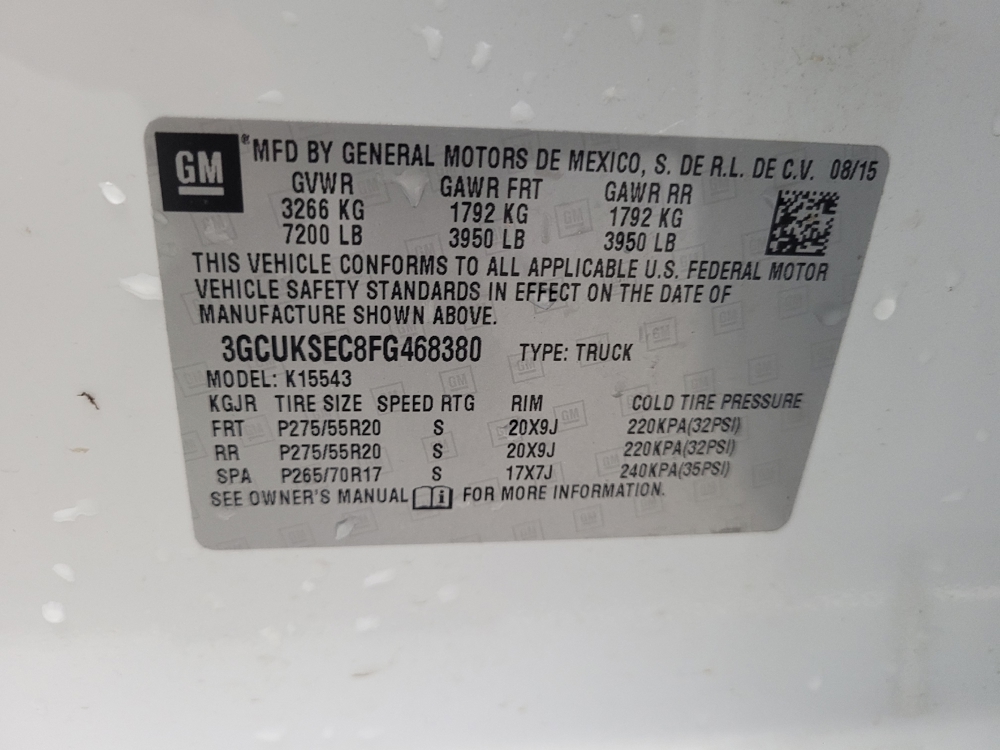 GM ® MFD BY GENERAL MOTORS DE MEXICO, S. DE R.L. DE C.V. 08/15
GVWR GAWR FRT GAWR RR
3266 KG 1792 KG 1792 KG
7200 LB 3950 LB 3950 LB
THIS VEHICLE CONFORMS TO ALL APPLICABLE U.S. FEDERAL MOTOR
VEHICLE SAFETY STANDARDS IN EFFECT ON THE DATE OF
MANUFACTURE SHOWN ABOVE.
3GCUKSEC8FG468380 TYPE: TRUCK
MODEL: K15543
KGJR TIRE SIZE SPEED RTG RIM COLD TIRE PRESSURE
FRT P275/55R20 S 20X9J 220KPA(32PSI)
RR P275/55R20 S 20X9J 220KPA(32PSI)
SPA P265/70R17 S 17X7J 240KPA(35PSI)
SEE OWNER'S MANUAL i FOR MORE INFORMATION.